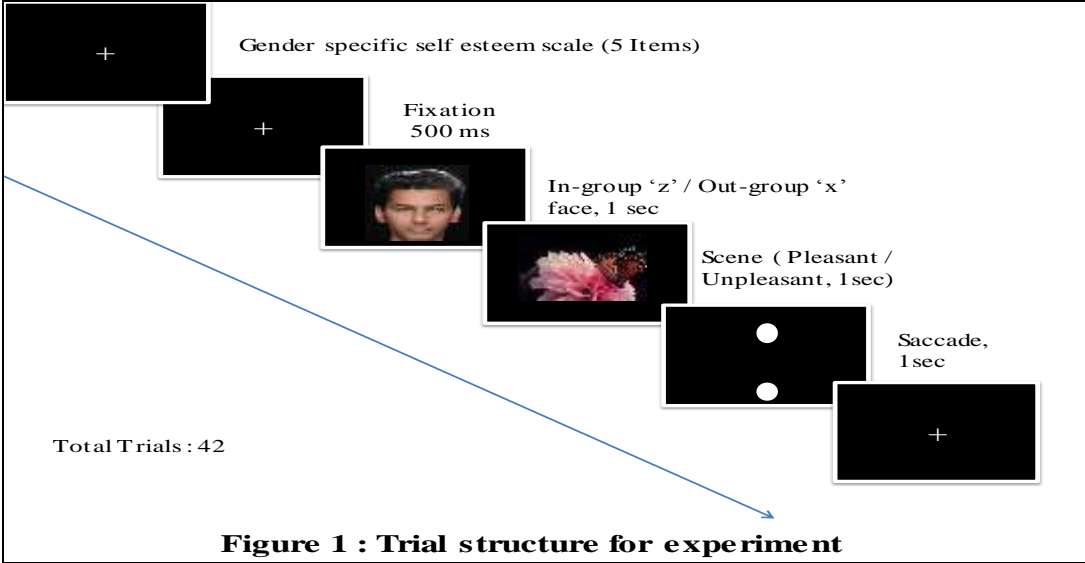 Gender specific self esteem scale (5 Items)
Fixation
500 ms
In-group ‘z’ / Out-group ‘x’
face, 1 sec
Scene ( Pleasant /
Unpleasant, 1sec)
Saccade,
1sec
Total Trials : 42
Figure 1 : Trial structure for experiment